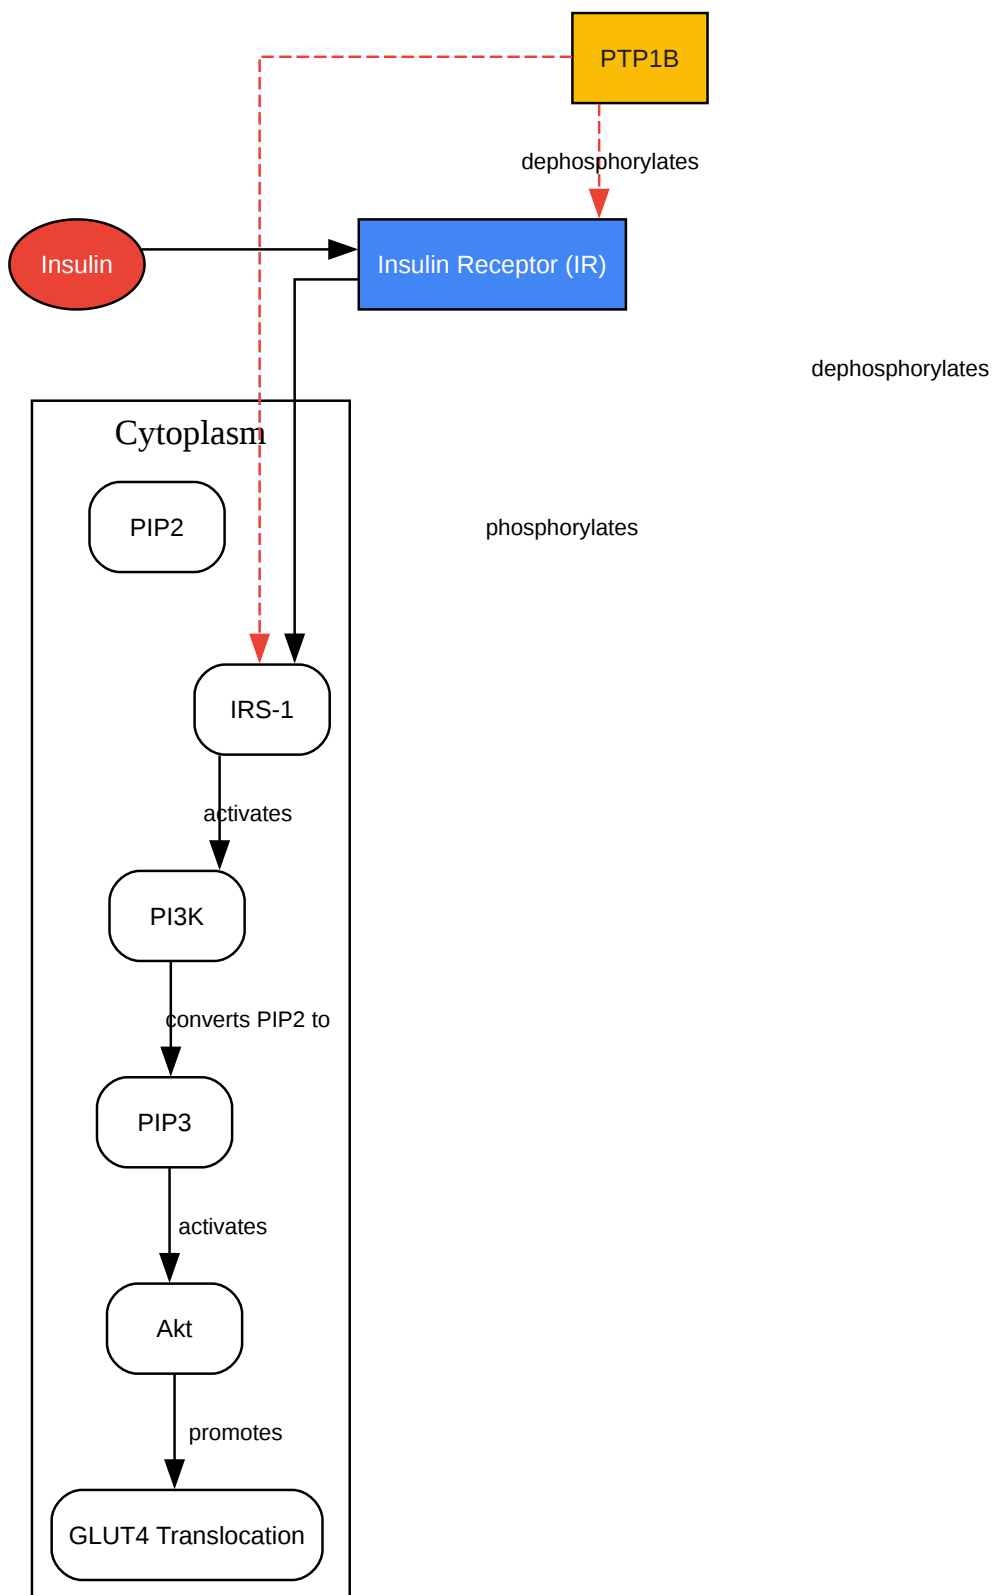 PTP1B
dephosphorylates
Insulin
Insulin Receptor (IR)
dephosphorylates
Cytoplasm
PIP2
phosphorylates
IRS-1
activates
PI3K
converts PIP2 to
PIP3
activates
Akt
promotes
GLUT4 Translocation